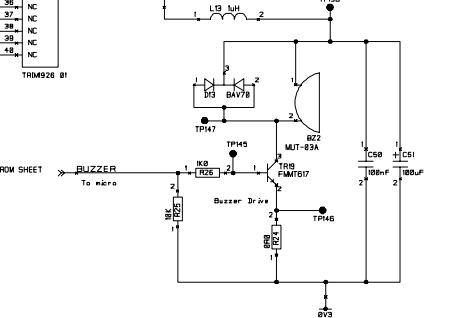 36 NC
37 NC
38 NC
39 NC
40 NC
TRIM926 01
L13 1uH
1 2
3
1 2
D13 BAV70
1
2
BZ2
MUT-03A
TP147
TP145
3
1K0
1 R26 2 1
TR19
FMMT617
2
ROM SHEET
BUZZER
To micro
2
10K R25
1
Buzzer Drive
TP146
2
0R0 R24
1
1
C50
100nF
2
1
+ C51
100uF
2
0V3